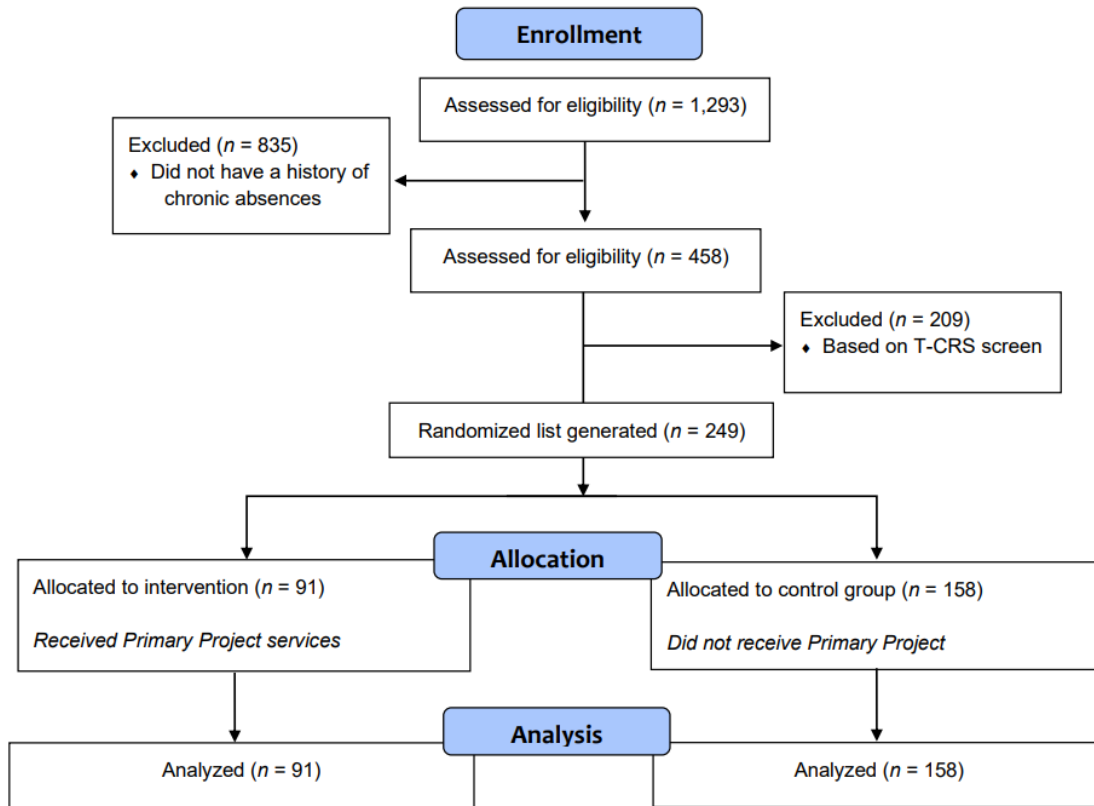 Enrollment
Assessed for eligibility (n = 1,293)
Excluded (n = 835)
♦ Did not have a history of
chronic absences
Assessed for eligibility (n = 458)
Excluded (n = 209)
♦ Based on T-CRS screen
Randomized list generated (n = 249)
Allocation
Allocated to intervention (n = 91)
Received Primary Project services
Allocated to control group (n = 158)
Did not receive Primary Project
Analysis
Analyzed (n = 91)
Analyzed (n = 158)